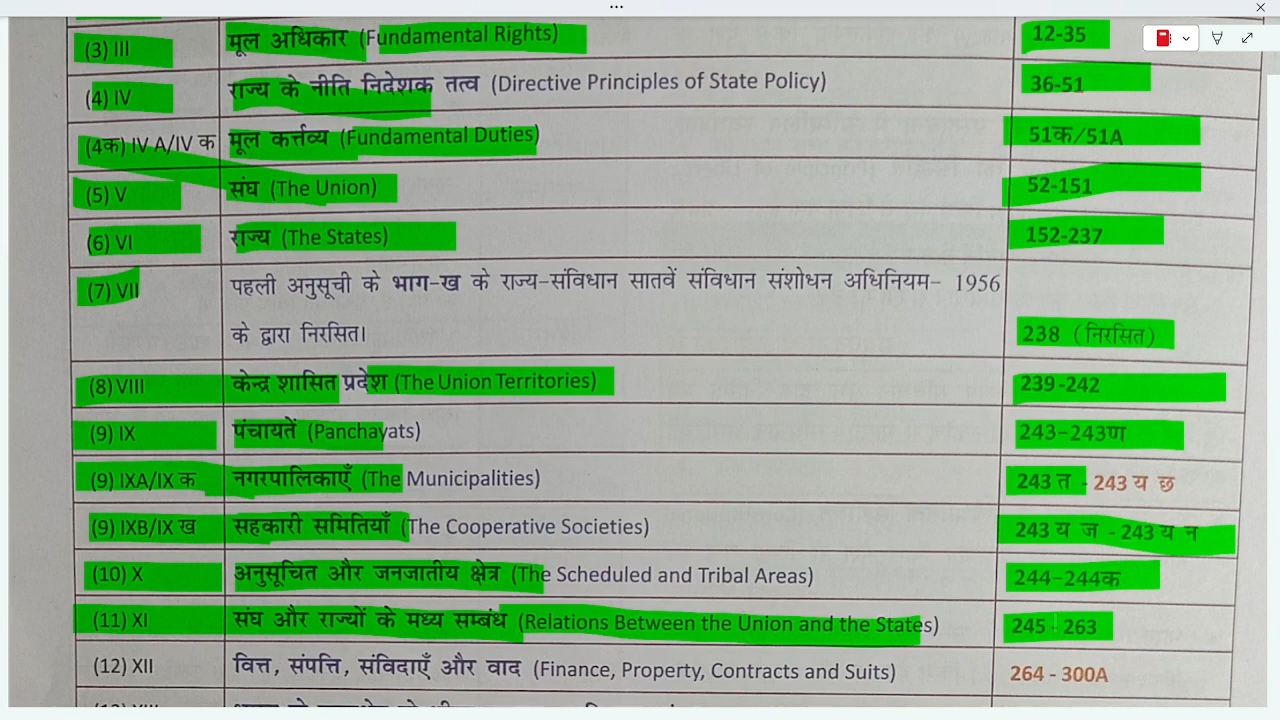 (3) III मूल अधिकार (Fundamental Rights) 12-35
(4) IV राज्य के नीति निदेशक तत्व (Directive Principles of State Policy) 36-51
(4क) IV A/IV क मूल कर्त्तव्य (Fundamental Duties) 51क/51A
(5) V संघ (The Union) 52-151
(6) VI राज्य (The States) 152-237
(7) VII पहली अनुसूची के भाग-ख के राज्य-संविधान सातवें संविधान संशोधन अधिनियम- 1956
के द्वारा निरसित। 238 (निरसित)
(8) VIII केन्द्र शासित प्रदेश (The Union Territories) 239-242
(9) IX पंचायतें (Panchayats) 243-243ण
(9) IXA/IX क नगरपालिकाएँ (The Municipalities) 243 त - 243 य छ
(9) IXB/IX ख सहकारी समितियाँ (The Cooperative Societies) 243 य ज - 243 य न
(10) X अनुसूचित और जनजातीय क्षेत्र (The Scheduled and Tribal Areas) 244-244क
(11) XI संघ और राज्यों के मध्य सम्बंध (Relations Between the Union and the States) 245 - 263
(12) XII वित्त, संपत्ति, संविदाएँ और वाद (Finance, Property, Contracts and Suits) 264 - 300A